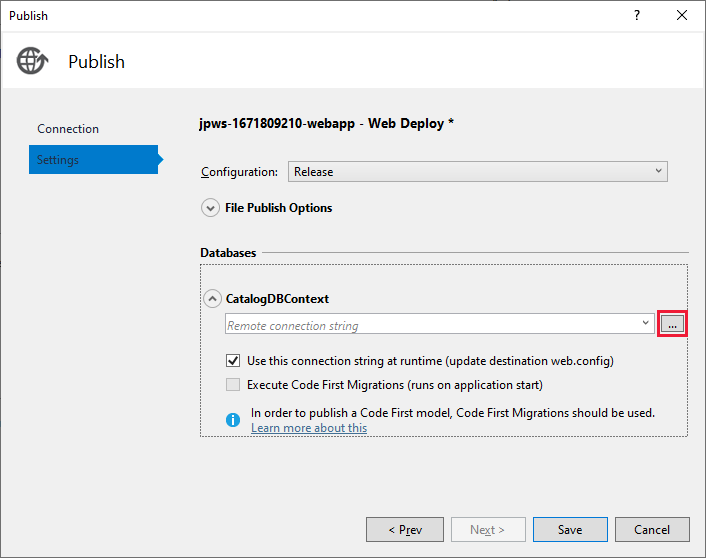 Publish
?
Publish
Connection
Settings
jpws-1671809210-webapp - Web Deploy *
Configuration: Release
File Publish Options
Databases
CatalogDBContext
Remote connection string
...
Use this connection string at runtime (update destination web.config)
Execute Code First Migrations (runs on application start)
In order to publish a Code First model, Code First Migrations should be used.
Learn more about this
< Prev Next > Save Cancel